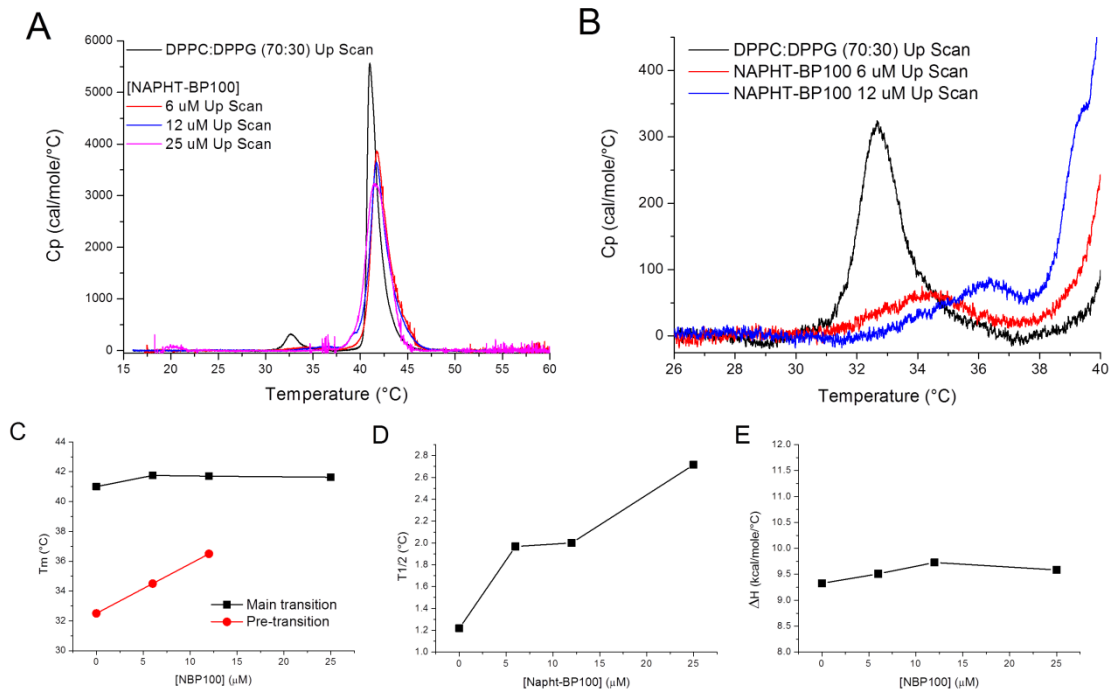 A
DPPC:DPPG (70:30) Up Scan
[NAPHT-BP100]
6 uM Up Scan
12 uM Up Scan
25 uM Up Scan
Cp (cal/mole/°C)
6000
5000
4000
3000
2000
1000
0
15 20 25 30 35 40 45 50 55 60
Temperature (°C)
B
DPPC:DPPG (70:30) Up Scan
NAPHT-BP100 6 uM Up Scan
NAPHT-BP100 12 uM Up Scan
Cp (cal/mole/°C)
400
300
200
100
0
26 28 30 32 34 36 38 40
Temperature (°C)
C
Tm (°C)
44
42
40
38
36
34
32
30
Main transition
Pre-transition
0 5 10 15 20 25
[NBP100] (μM)
D
T1/2 (°C)
2.8
2.6
2.4
2.2
2.0
1.8
1.6
1.4
1.2
1.0
0 5 10 15 20 25
[Napht-BP100] (μM)
E
ΔH (kcal/mole/°C)
12.0
11.5
11.0
10.5
10.0
9.5
9.0
8.5
8.0
0 5 10 15 20 25
[NBP100] (μM)